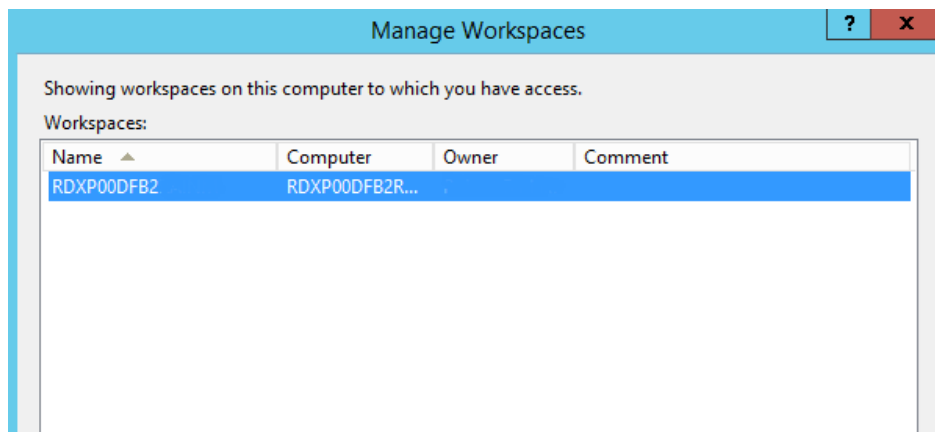 Manage Workspaces
? x
Showing workspaces on this computer to which you have access.
Workspaces:
Name Computer Owner Comment
RDXP00DFB2 RDXP00DFB2R...